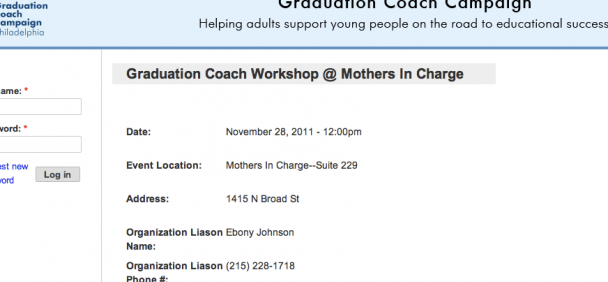 Graduation
Coach
Campaign
Philadelphia
Graduation Coach Campaign
Helping adults support young people on the road to educational success
Graduation Coach Workshop @ Mothers In Charge
ame: *
word: *
est new
word
Log in
Date: November 28, 2011 - 12:00pm
Event Location: Mothers In Charge--Suite 229
Address: 1415 N Broad St
Organization Liason Ebony Johnson
Name:
Organization Liason (215) 228-1718
Phone #: